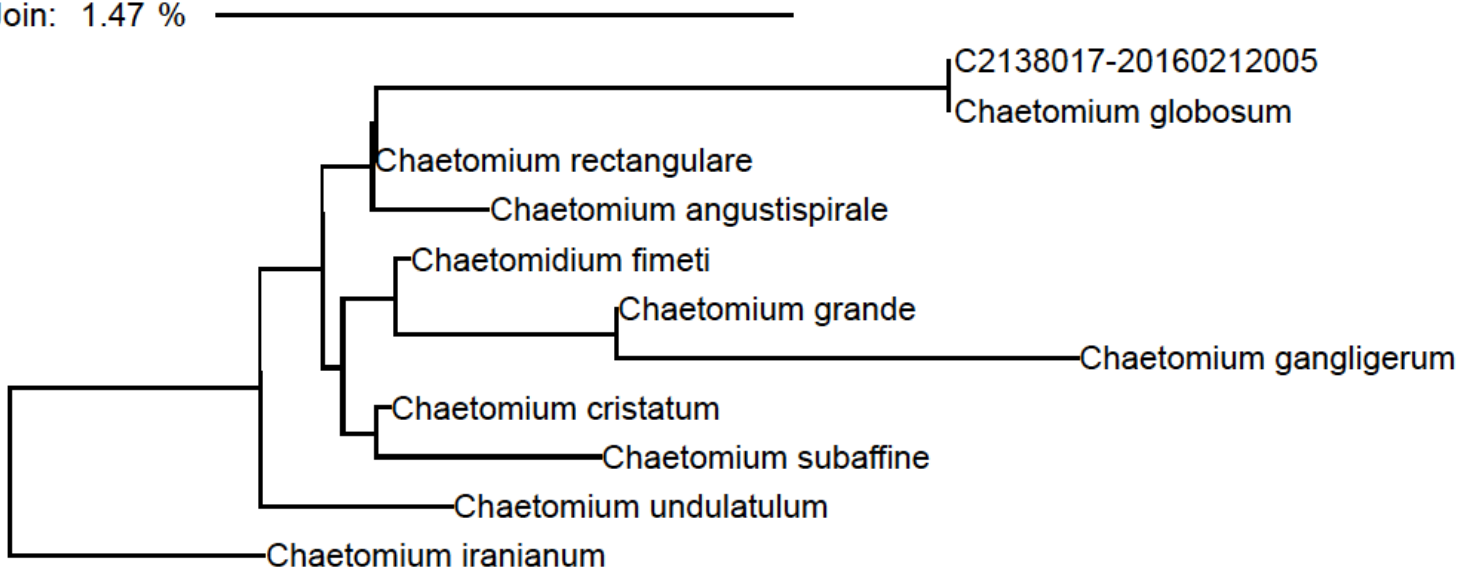 Join: 1.47 %
C2138017-20160212005
Chaetomium globosum
Chaetomium rectangulare
Chaetomium angustispirale
Chaetomidium fimeti
Chaetomium grande
Chaetomium gangligerum
Chaetomium cristatum
Chaetomium subaffine
Chaetomium undulatulum
Chaetomium iranianum